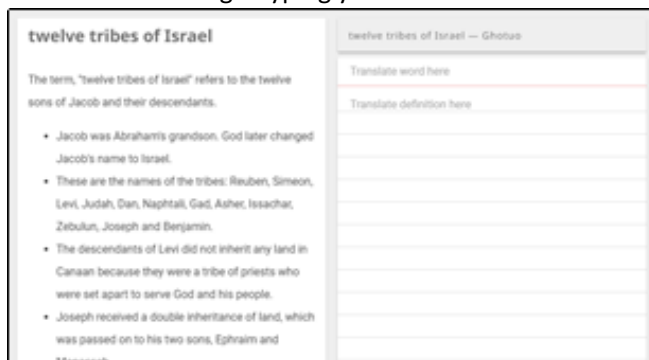 twelve tribes of Israel
The term, "twelve tribes of Israel" refers to the twelve
sons of Jacob and their descendants.
• Jacob was Abraham's grandson. God later changed
Jacob's name to Israel.
• These are the names of the tribes: Reuben, Simeon,
Levi, Judah, Dan, Naphtali, Gad, Asher, Issachar,
Zebulun, Joseph and Benjamin.
• The descendants of Levi did not inherit any land in
Canaan because they were a tribe of priests who
were set apart to serve God and his people.
• Joseph received a double inheritance of land, which
was passed on to his two sons, Ephraim and
twelve tribes of Israel — Ghotuo
Translate word here
Translate definition here